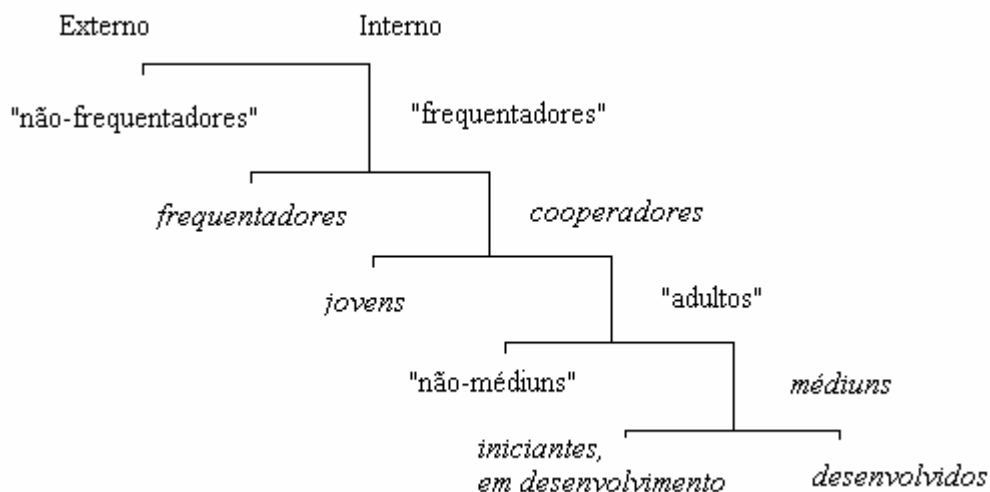 Externo Interno
"não-frequentadores" "frequentadores"
frequentadores cooperadores
jovens "adultos"
"não-médiuns" médiuns
iniciantes,
em desenvolvimento desenvolvidos